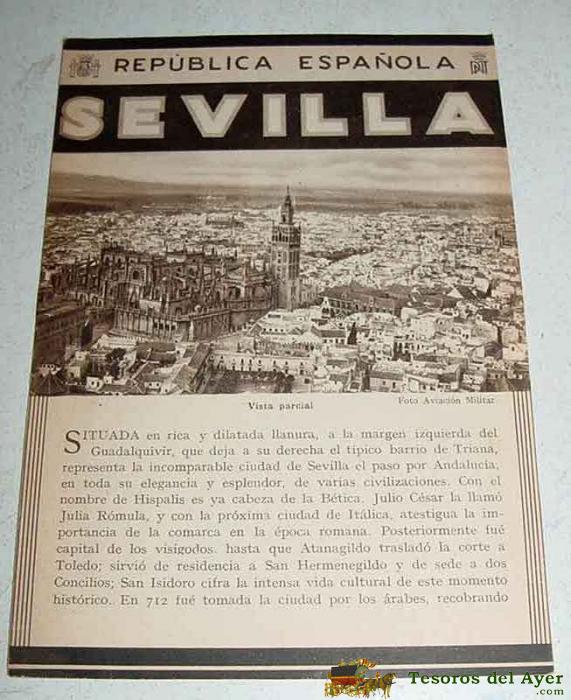 REPÚBLICA ESPAÑOLA
SEVILLA
Vista parcial
Foto Aviación Militar
SITUADA en rica y dilatada llanura, a la margen izquierda del
Guadalquivir, que deja a su derecha el típico barrio de Triana,
representa la incomparable ciudad de Sevilla el paso por Andalucía,
en toda su elegancia y esplendor, de varias civilizaciones. Con el
nombre de Hispalis es ya cabeza de la Bética. Julio César la llamó
Julia Rómula, y con la próxima ciudad de Itálica, atestigua la im-
portancia de la comarca en la época romana. Posteriormente fué
capital de los visigodos. hasta que Atanagildo trasladó la corte a
Toledo; sirvió de residencia a San Hermenegildo y de sede a dos
Concilios; San Isidoro cifra la intensa vida cultural de este momento
histórico. En 712 fué tomada la ciudad por los árabes, recobrando
Tesoros del Ayer
.com